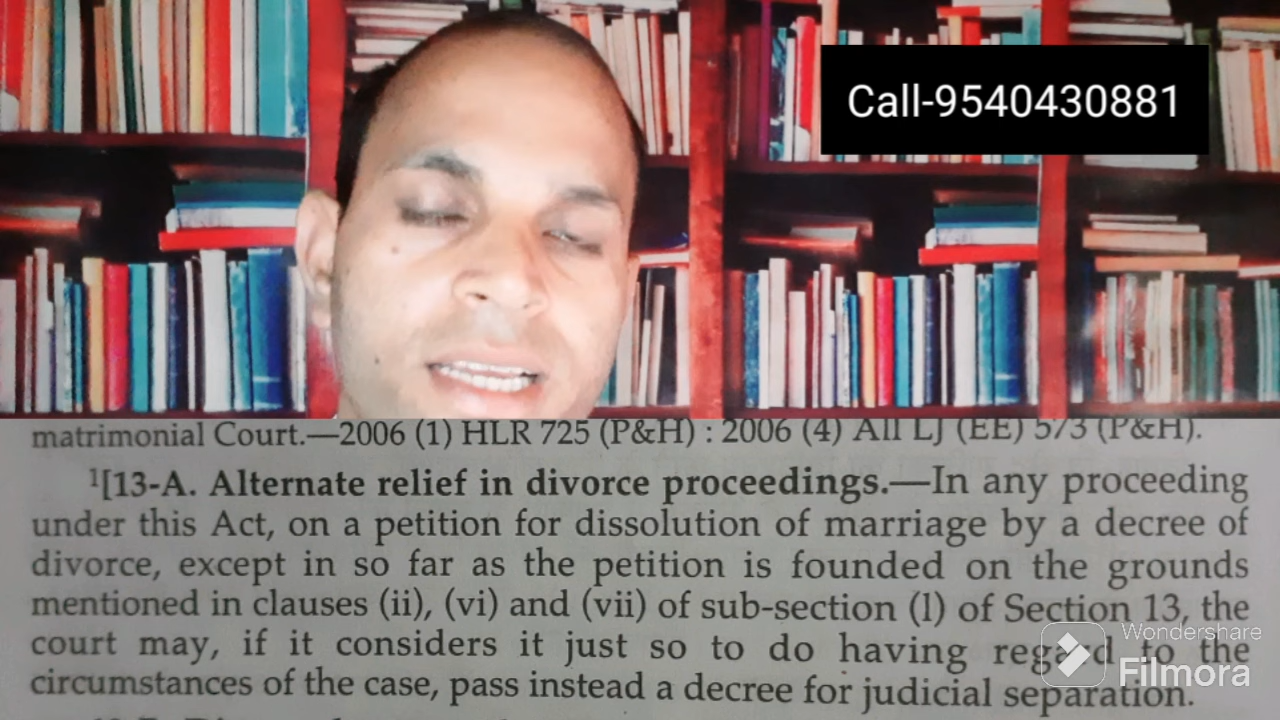 Call-9540430881
matrimonial Court.—2006 (1) HLR 725 (P&H) : 2006 (4) All LJ (EE) 573 (P&H).
¹[13-A. Alternate relief in divorce proceedings.—In any proceeding
under this Act, on a petition for dissolution of marriage by a decree of
divorce, except in so far as the petition is founded on the grounds
mentioned in clauses (ii), (vi) and (vii) of sub-section (l) of Section 13, the
court may, if it considers it just so to do having regard to the
circumstances of the case, pass instead a decree for judicial separation.
Wondershare
Filmora